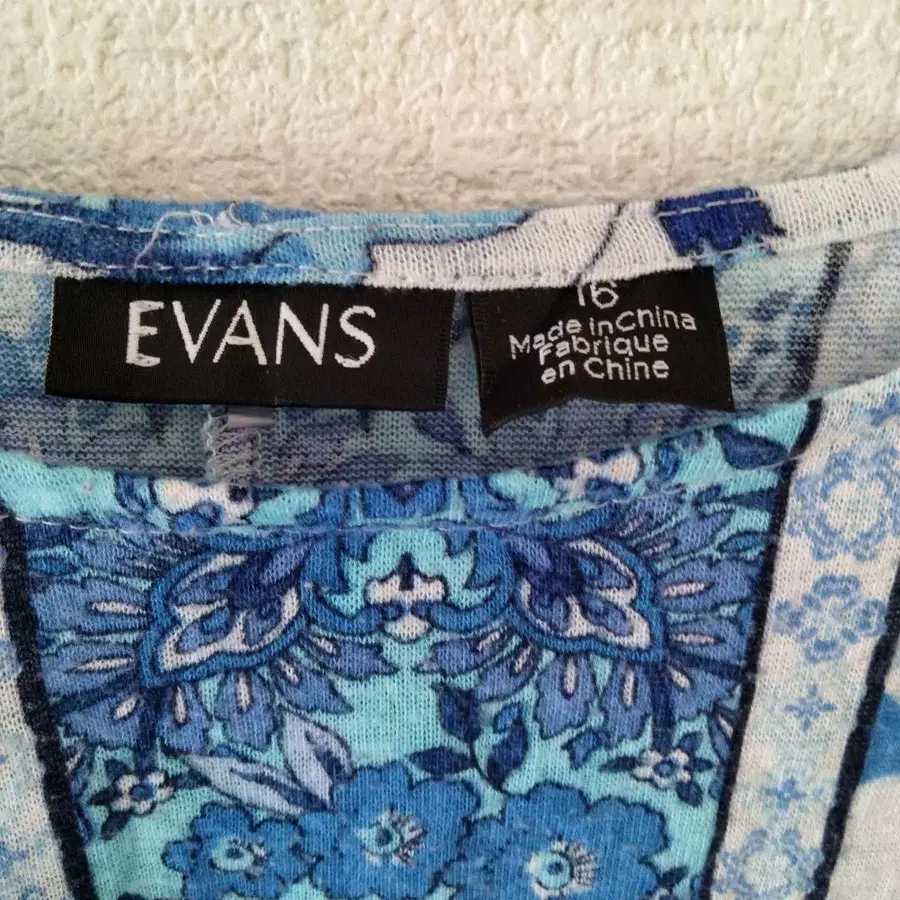 EVANS
16
Made in China
Fabrique
en Chine